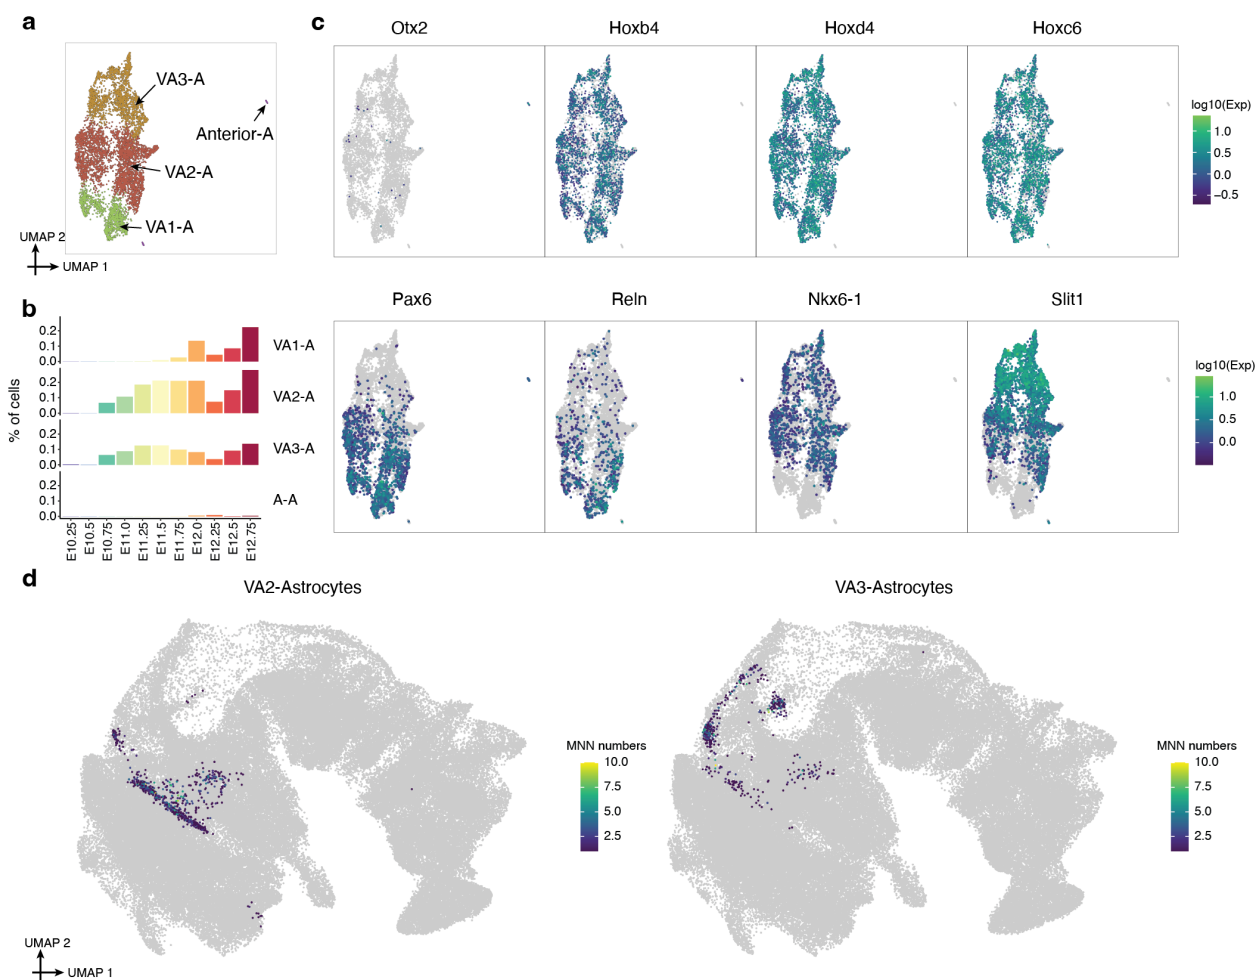 a
VA3-A
Anterior-A
VA2-A
VA1-A
UMAP 2
UMAP 1
b
% of cells
0.2
0.1
0.0
VA1-A
0.2
0.1
0.0
VA2-A
0.2
0.1
0.0
VA3-A
0.2
0.1
0.0
A-A
E10.25
E10.5
E10.75
E11.0
E11.25
E11.5
E11.75
E12.0
E12.25
E12.5
E12.75
c
Otx2
Hoxb4
Hoxd4
Hoxc6
log10(Exp)
1.0
0.5
0.0
−0.5
Pax6
Reln
Nkx6-1
Slit1
log10(Exp)
1.0
0.0
d
VA2-Astrocytes
MNN numbers
10.0
7.5
5.0
2.5
VA3-Astrocytes
MNN numbers
10.0
7.5
5.0
2.5
UMAP 2
UMAP 1